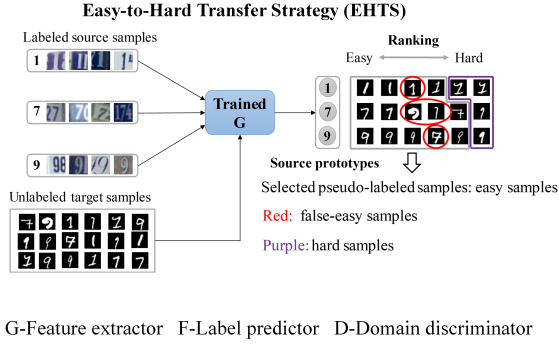 Easy-to-Hard Transfer Strategy (EHTS)
Labeled source samples
Ranking
Easy
Hard
1
7
9
Trained
G
1
7
9
Source prototypes
Unlabeled target samples
Selected pseudo-labeled samples: easy samples
Red: false-easy samples
Purple: hard samples
G-Feature extractor F-Label predictor D-Domain discriminator